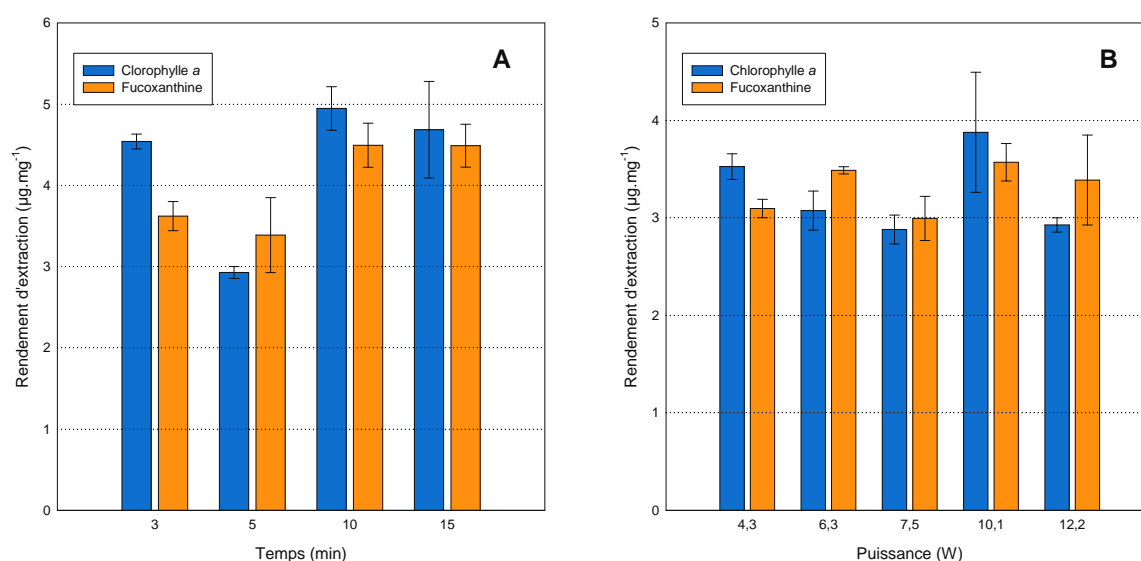 6
5
4
3
2
1
0
Rendement d'extraction (µg.mg⁻¹)
A
Clorophylle a
Fucoxanthine
3 5 10 15
Temps (min)
5
4
3
2
1
0
Rendement d'extraction (µg.mg⁻¹)
B
Chlorophylle a
Fucoxanthine
4,3 6,3 7,5 10,1 12,2
Puissance (W)